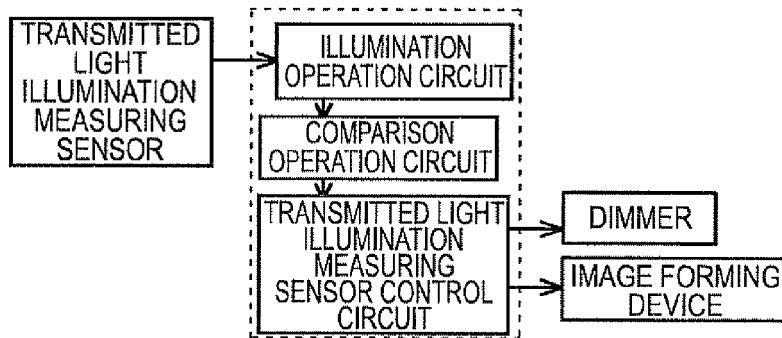 TRANSMITTED
LIGHT
ILLUMINATION
MEASURING
SENSOR
ILLUMINATION
OPERATION CIRCUIT
COMPARISON
OPERATION CIRCUIT
TRANSMITTED LIGHT
ILLUMINATION
MEASURING
SENSOR CONTROL
CIRCUIT
DIMMER
IMAGE FORMING
DEVICE